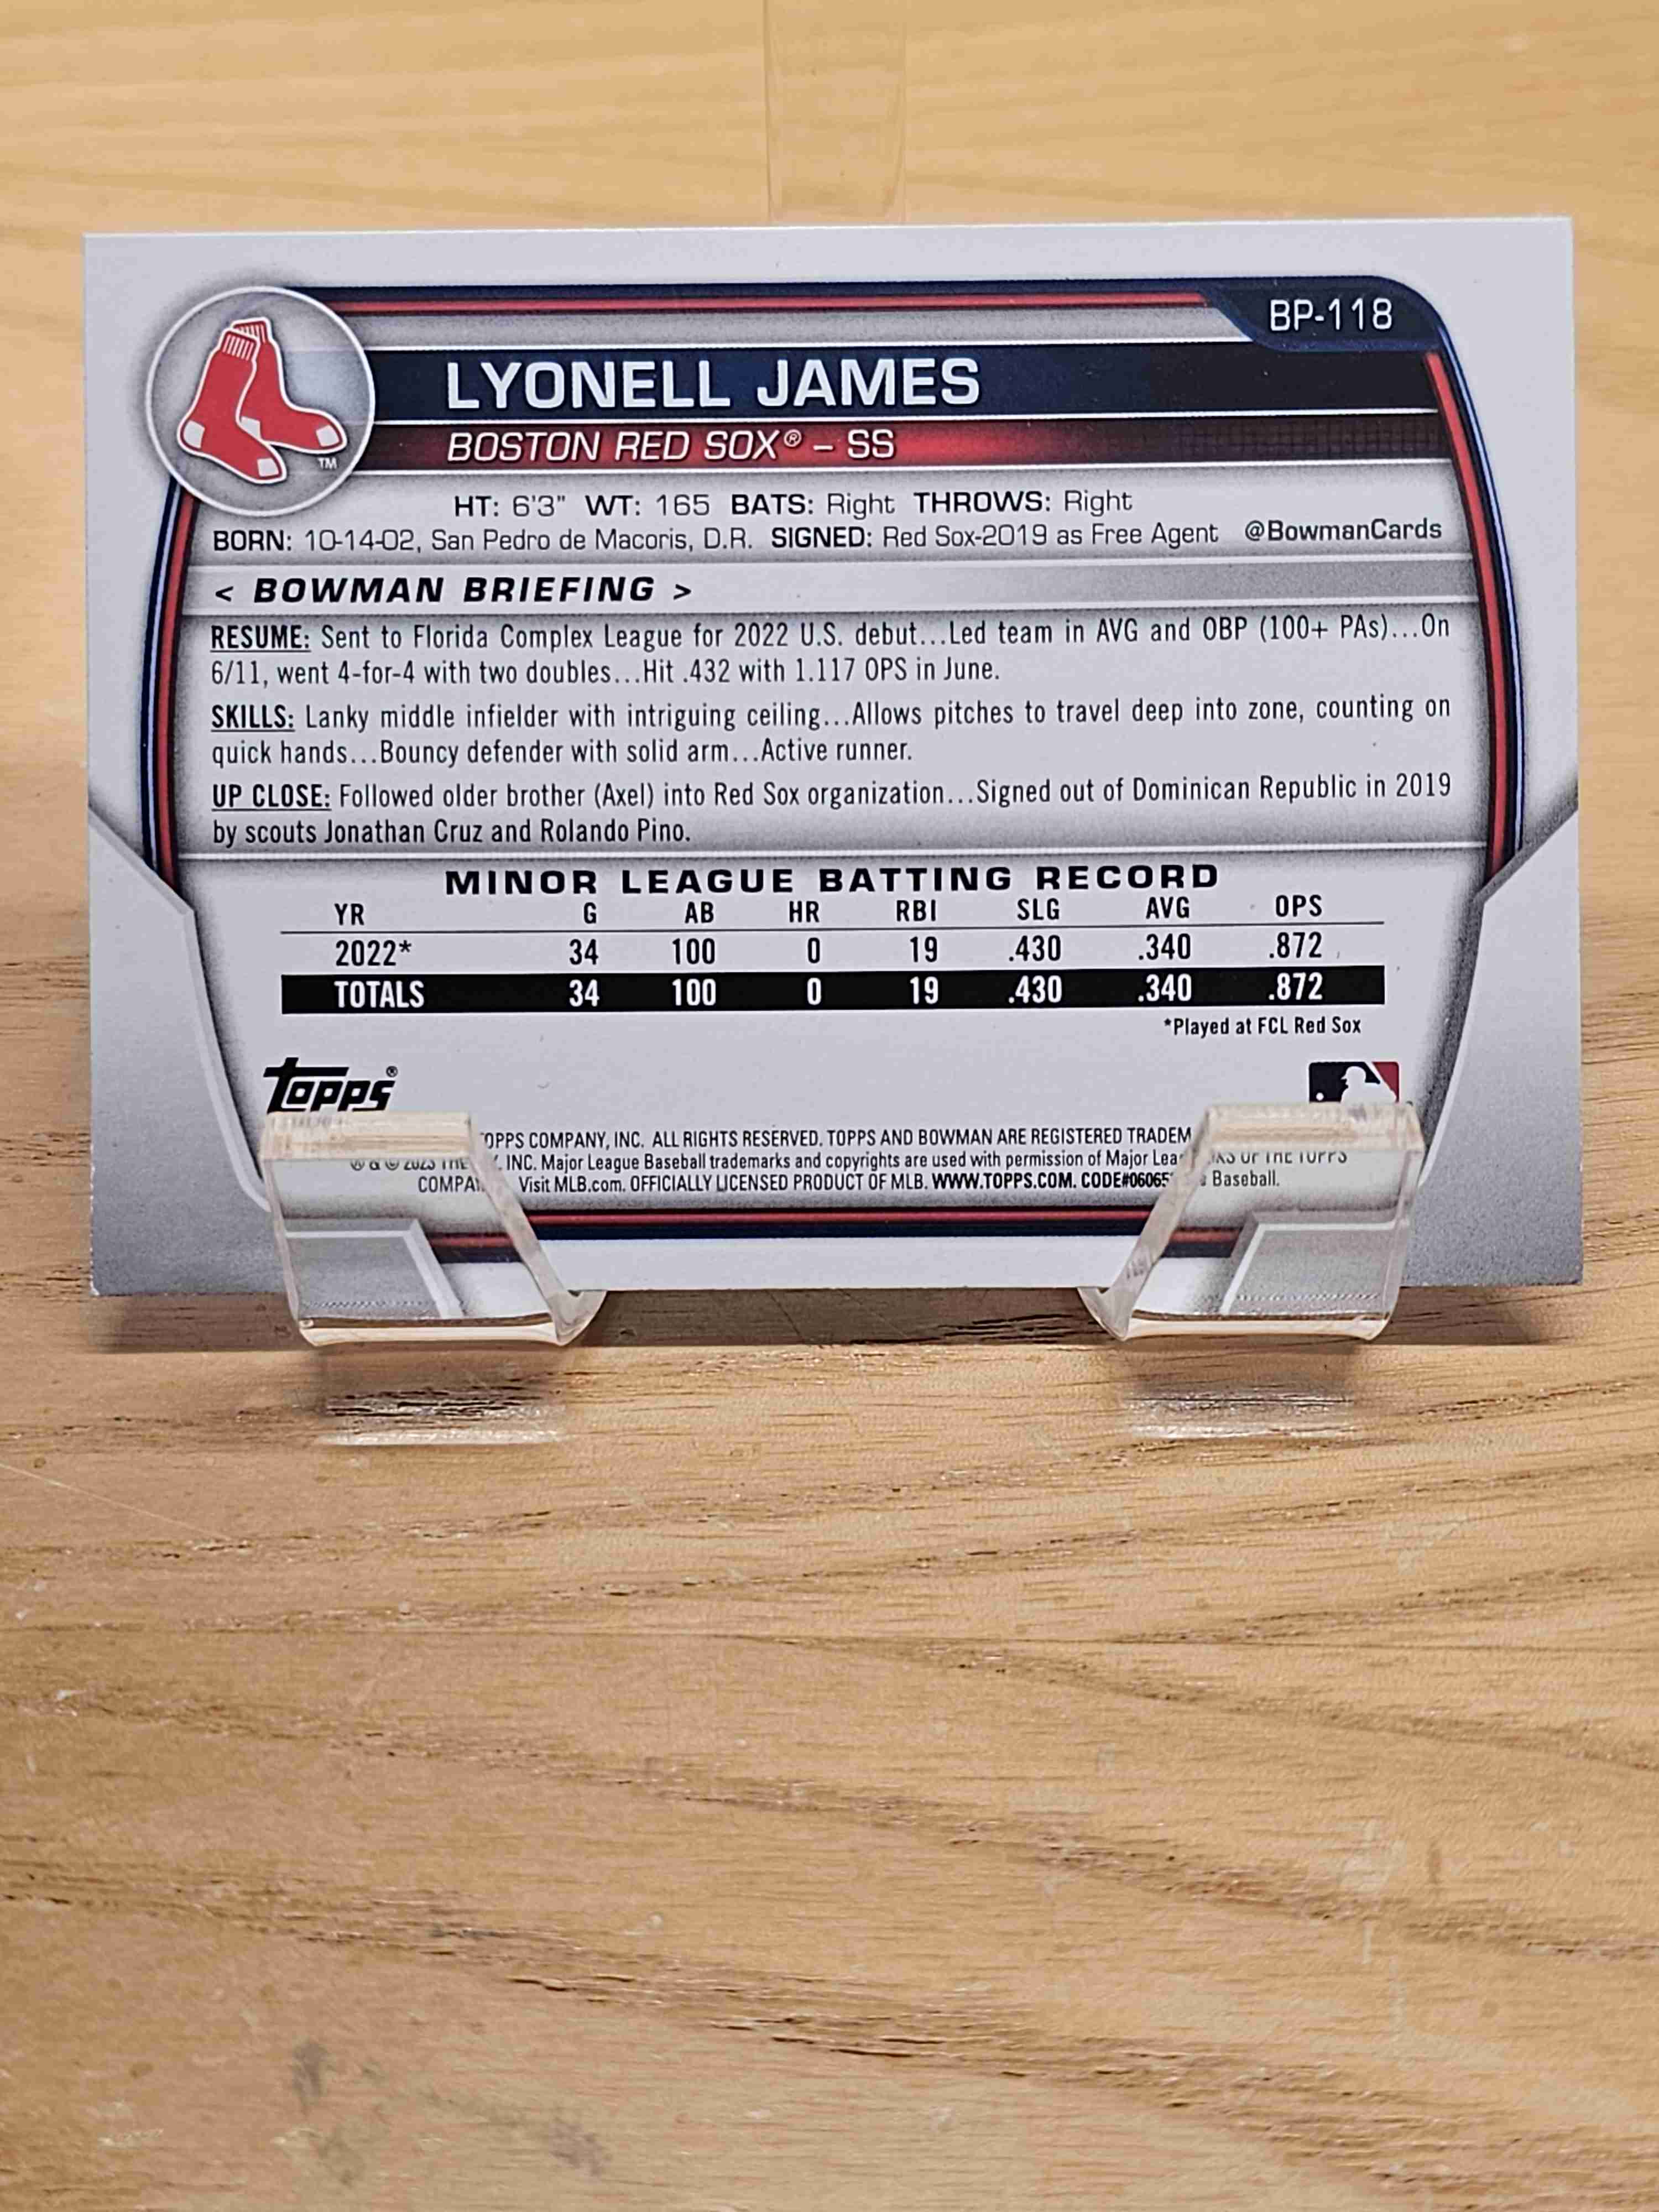 BP-118
LYONELL JAMES
BOSTON RED SOX® – SS
TM
HT: 6'3" WT: 165 BATS: Right THROWS: Right
BORN: 10-14-02, San Pedro de Macoris, D.R. SIGNED: Red Sox-2019 as Free Agent @BowmanCards
< BOWMAN BRIEFING >
RESUME: Sent to Florida Complex League for 2022 U.S. debut...Led team in AVG and OBP (100+ PAs)...On
6/11, went 4-for-4 with two doubles...Hit .432 with 1.117 OPS in June.
SKILLS: Lanky middle infielder with intriguing ceiling...Allows pitches to travel deep into zone, counting on
quick hands...Bouncy defender with solid arm...Active runner.
UP CLOSE: Followed older brother (Axel) into Red Sox organization...Signed out of Dominican Republic in 2019
by scouts Jonathan Cruz and Rolando Pino.
MINOR LEAGUE BATTING RECORD
YR G AB HR RBI SLG AVG OPS
2022* 34 100 0 19 .430 .340 .872
TOTALS 34 100 0 19 .430 .340 .872
*Played at FCL Red Sox
Topps®
COMPANY, INC. ALL RIGHTS RESERVED. TOPPS AND BOWMAN ARE REGISTERED
® & © 2023 THE INC. Major League Baseball trademarks and copyrights are used with permission of Major OF THE TOPPS
Visit MLB.com. OFFICIALLY LICENSED PRODUCT OF MLB. WWW.TOPPS.COM. CODE#06065 Baseball.